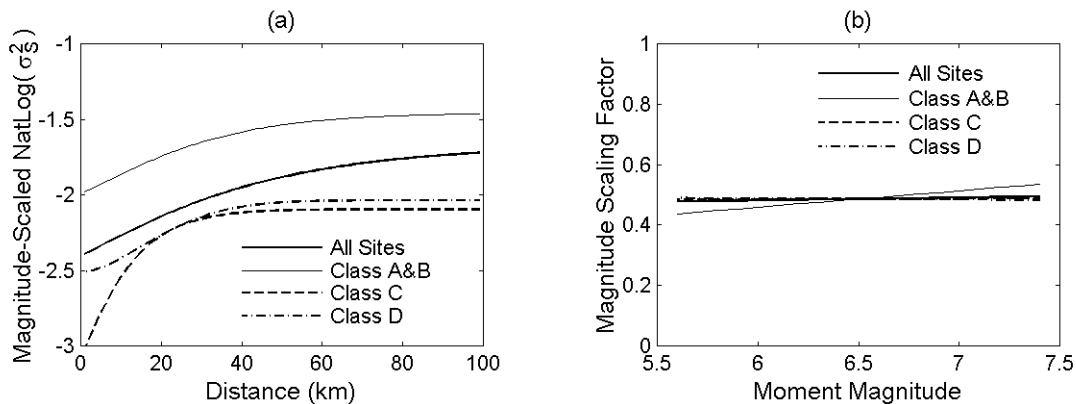 (a)
Magnitude-Scaled NatLog( σ_S^2)
-1
-1.5
-2
-2.5
-3
0
20
40
60
80
100
Distance (km)
All Sites
Class A&B
Class C
Class D
(b)
Magnitude Scaling Factor
1
0.8
0.6
0.4
0.2
0
5.5
6
6.5
7
7.5
Moment Magnitude
All Sites
Class A&B
Class C
Class D